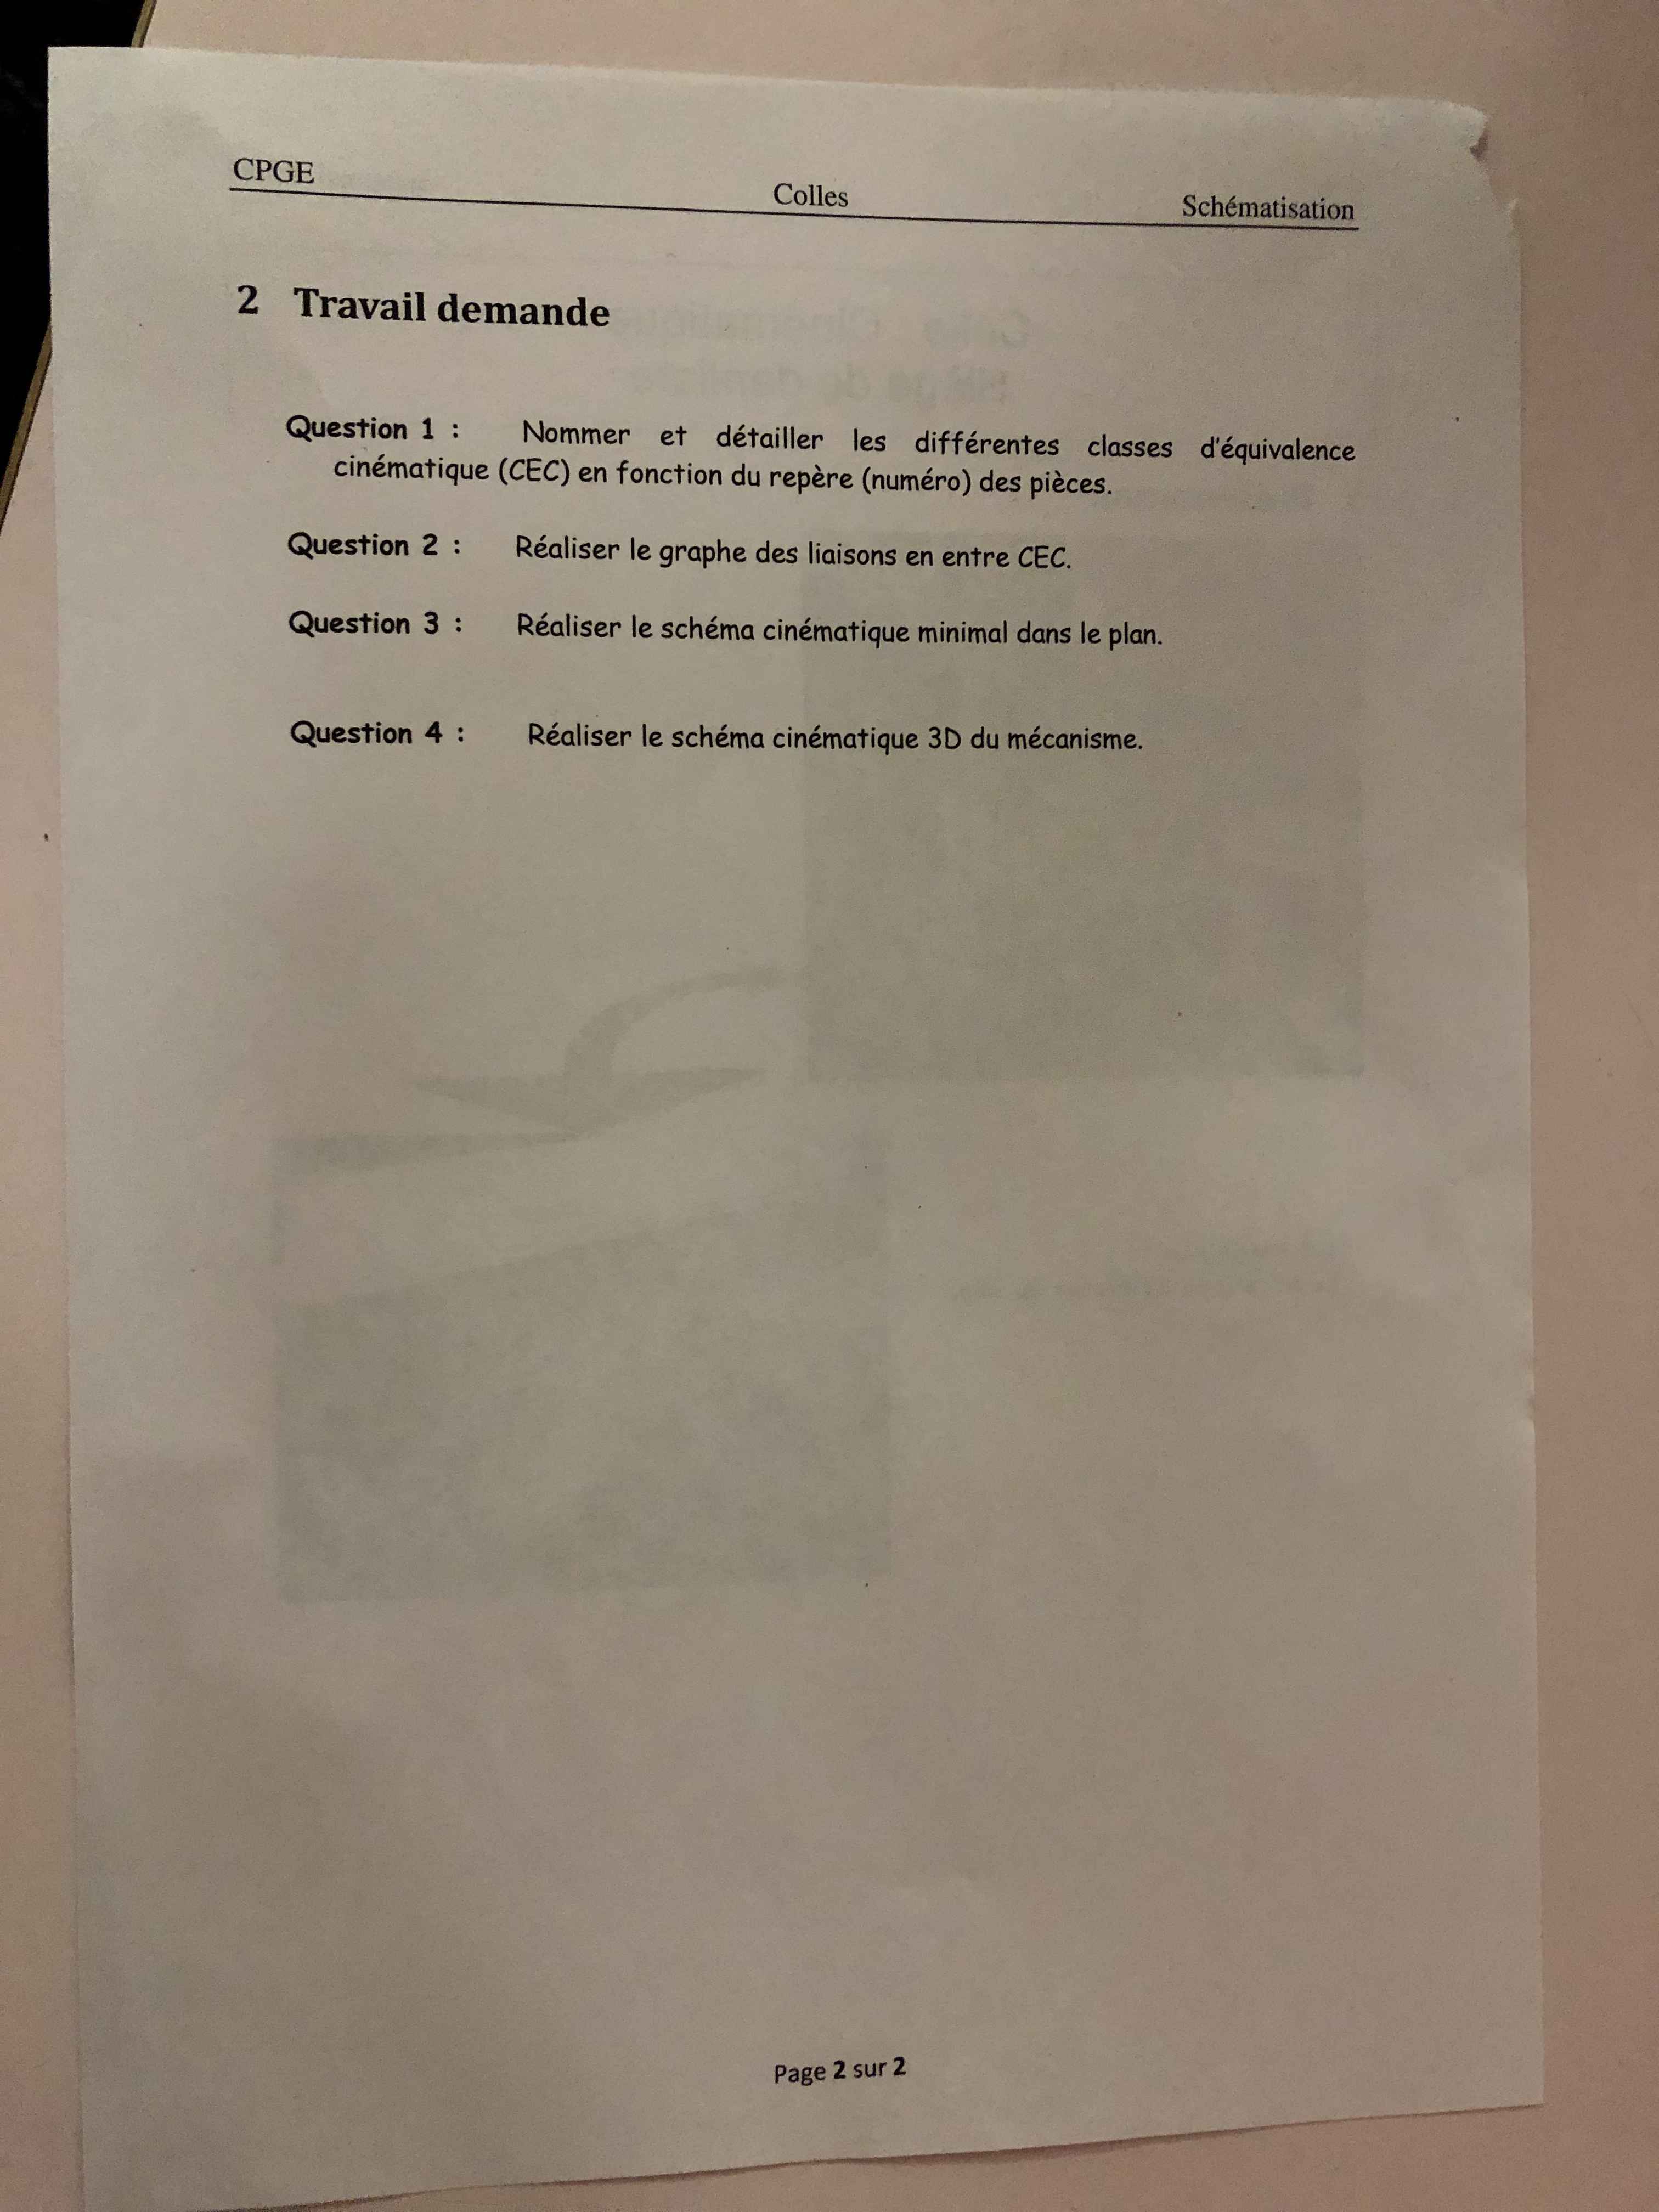 CPGE Colles Schématisation
2 Travail demande
Question 1 : Nommer et détailler les différentes classes d'équivalence
cinématique (CEC) en fonction du repère (numéro) des pièces.
Question 2 : Réaliser le graphe des liaisons en entre CEC.
Question 3 : Réaliser le schéma cinématique minimal dans le plan.
Question 4 : Réaliser le schéma cinématique 3D du mécanisme.
Page 2 sur 2